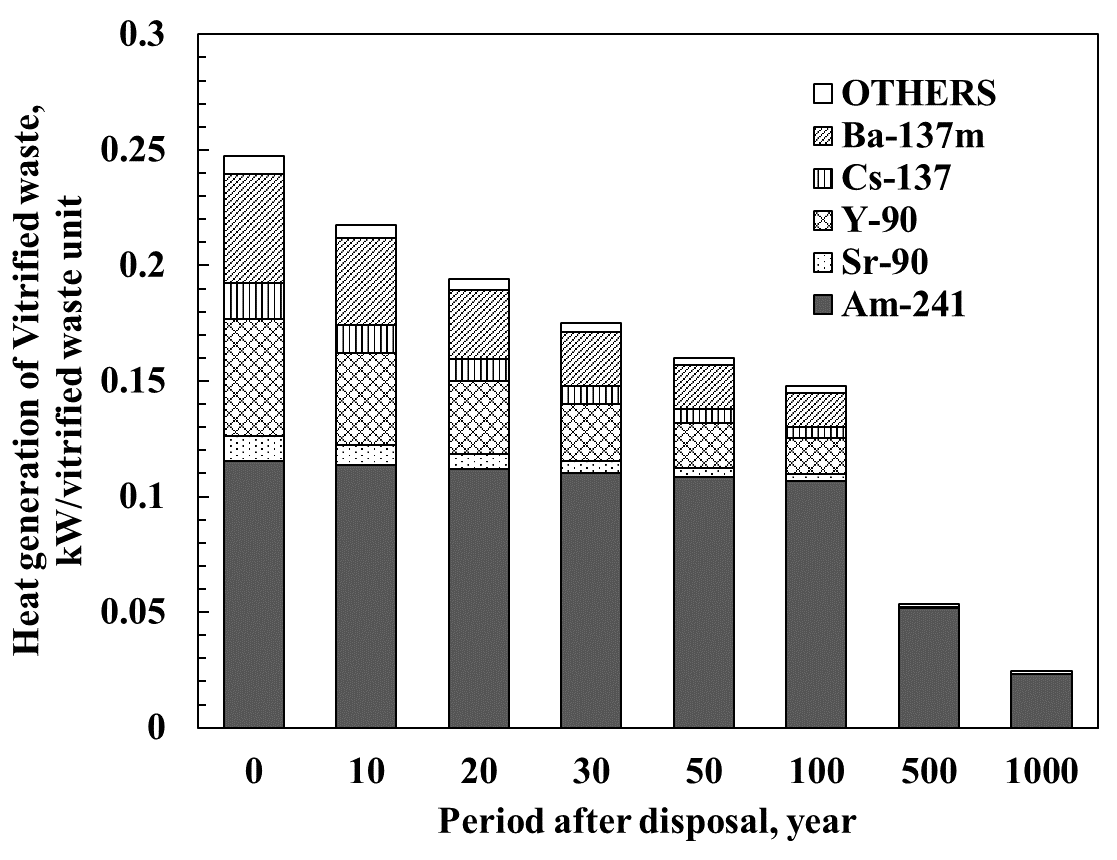 0.3
0.25
0.2
0.15
0.1
0.05
0
Heat generation of Vitrified waste,
kW/vitrified waste unit
OTHERS
Ba-137m
Cs-137
Y-90
Sr-90
Am-241
0 10 20 30 50 100 500 1000
Period after disposal, year